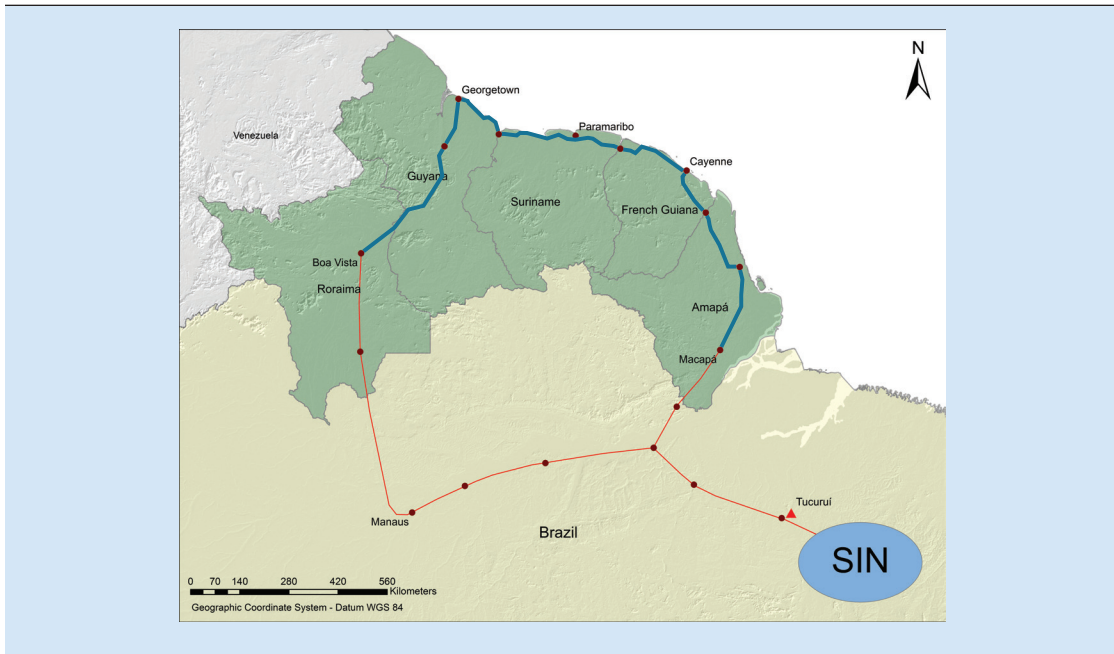 N
Georgetown
Paramaribo
Venezuela
Cayenne
Guyana
Suriname
French Guiana
Boa Vista
Roraima
Amapá
Macapá
Tucuruí
Manaus
Brazil
SIN
0 70 140 280 420 560
Kilometers
Geographic Coordinate System - Datum WGS 84